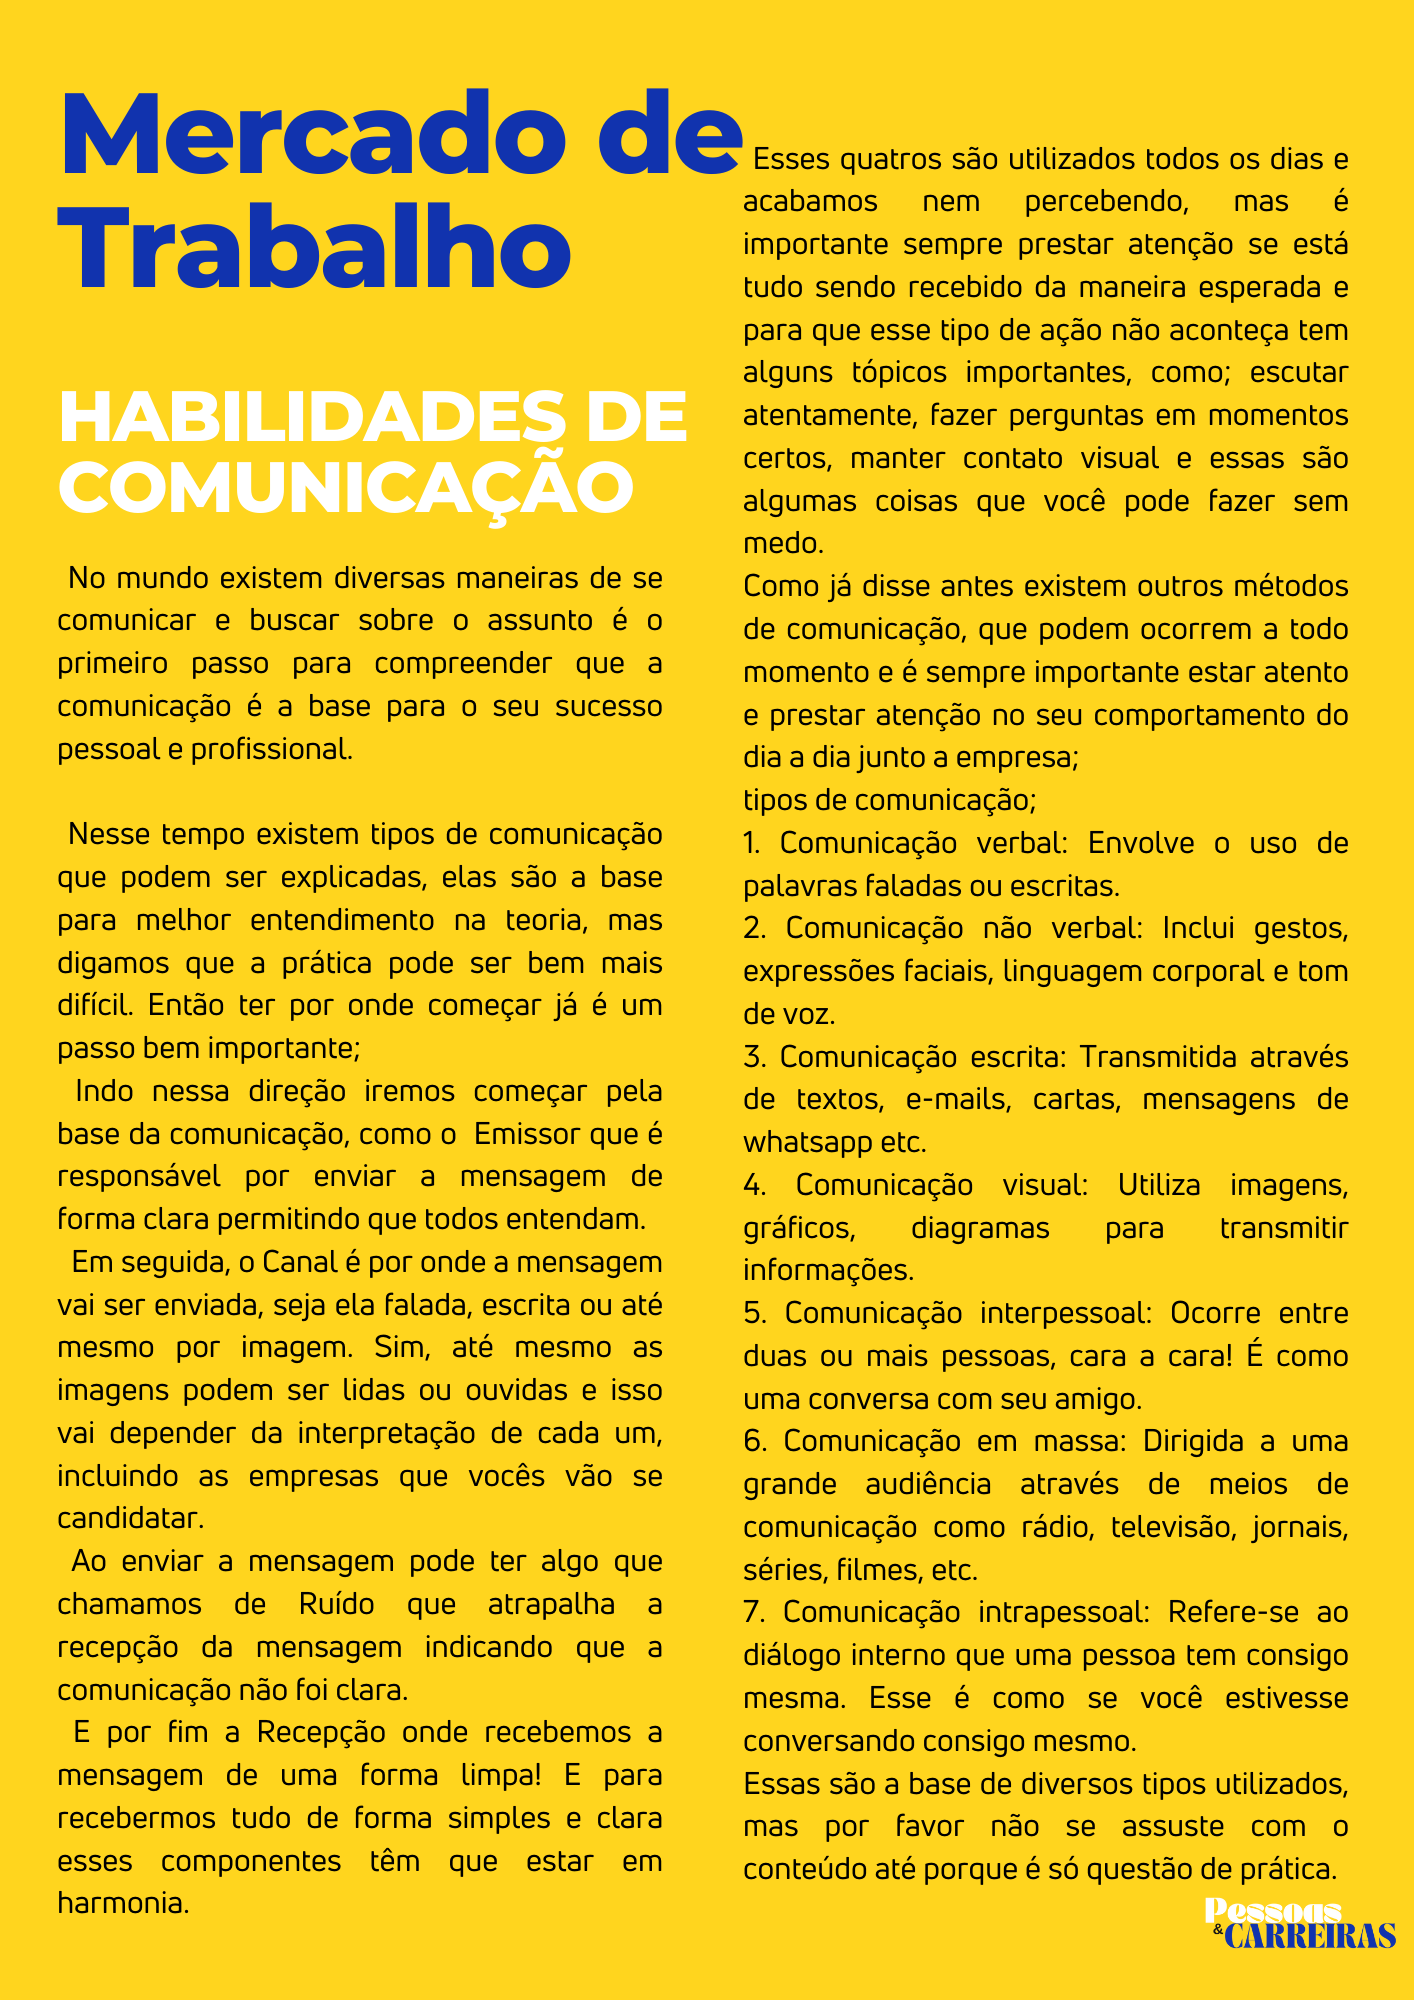 Mercado de
Trabalho
HABILIDADES DE
COMUNICAÇÃO
No mundo existem diversas maneiras de se
comunicar e buscar sobre o assunto é o
primeiro passo para compreender que a
comunicação é a base para o seu sucesso
pessoal e profissional.
Nesse tempo existem tipos de comunicação
que podem ser explicadas, elas são a base
para melhor entendimento na teoria, mas
digamos que a prática pode ser bem mais
difícil. Então ter por onde começar já é um
passo bem importante;
Indo nessa direção iremos começar pela
base da comunicação, como o Emissor que é
responsável por enviar a mensagem de
forma clara permitindo que todos entendam.
Em seguida, o Canal é por onde a mensagem
vai ser enviada, seja ela falada, escrita ou até
mesmo por imagem. Sim, até mesmo as
imagens podem ser lidas ou ouvidas e isso
vai depender da interpretação de cada um,
incluindo as empresas que vocês vão se
candidatar.
Ao enviar a mensagem pode ter algo que
chamamos de Ruído que atrapalha a
recepção da mensagem indicando que a
comunicação não foi clara.
E por fim a Recepção onde recebemos a
mensagem de uma forma limpa! E para
recebermos tudo de forma simples e clara
esses componentes têm que estar em
harmonia.
Esses quatros são utilizados todos os dias e
acabamos nem percebendo, mas é
importante sempre prestar atenção se está
tudo sendo recebido da maneira esperada e
para que esse tipo de ação não aconteça tem
alguns tópicos importantes, como; escutar
atentamente, fazer perguntas em momentos
certos, manter contato visual e essas são
algumas coisas que você pode fazer sem
medo.
Como já disse antes existem outros métodos
de comunicação, que podem ocorrem a todo
momento e é sempre importante estar atento
e prestar atenção no seu comportamento do
dia a dia junto a empresa;
tipos de comunicação;
1. Comunicação verbal: Envolve o uso de
palavras faladas ou escritas.
2. Comunicação não verbal: Inclui gestos,
expressões faciais, linguagem corporal e tom
de voz.
3. Comunicação escrita: Transmitida através
de textos, e-mails, cartas, mensagens de
whatsapp etc.
4. Comunicação visual: Utiliza imagens,
gráficos, diagramas para transmitir
informações.
5. Comunicação interpessoal: Ocorre entre
duas ou mais pessoas, cara a cara! É como
uma conversa com seu amigo.
6. Comunicação em massa: Dirigida a uma
grande audiência através de meios de
comunicação como rádio, televisão, jornais,
séries, filmes, etc.
7. Comunicação intrapessoal: Refere-se ao
diálogo interno que uma pessoa tem consigo
mesma. Esse é como se você estivesse
conversando consigo mesmo.
Essas são a base de diversos tipos utilizados,
mas por favor não se assuste com o
conteúdo até porque é só questão de prática.
Pessoas
&CARREIRAS